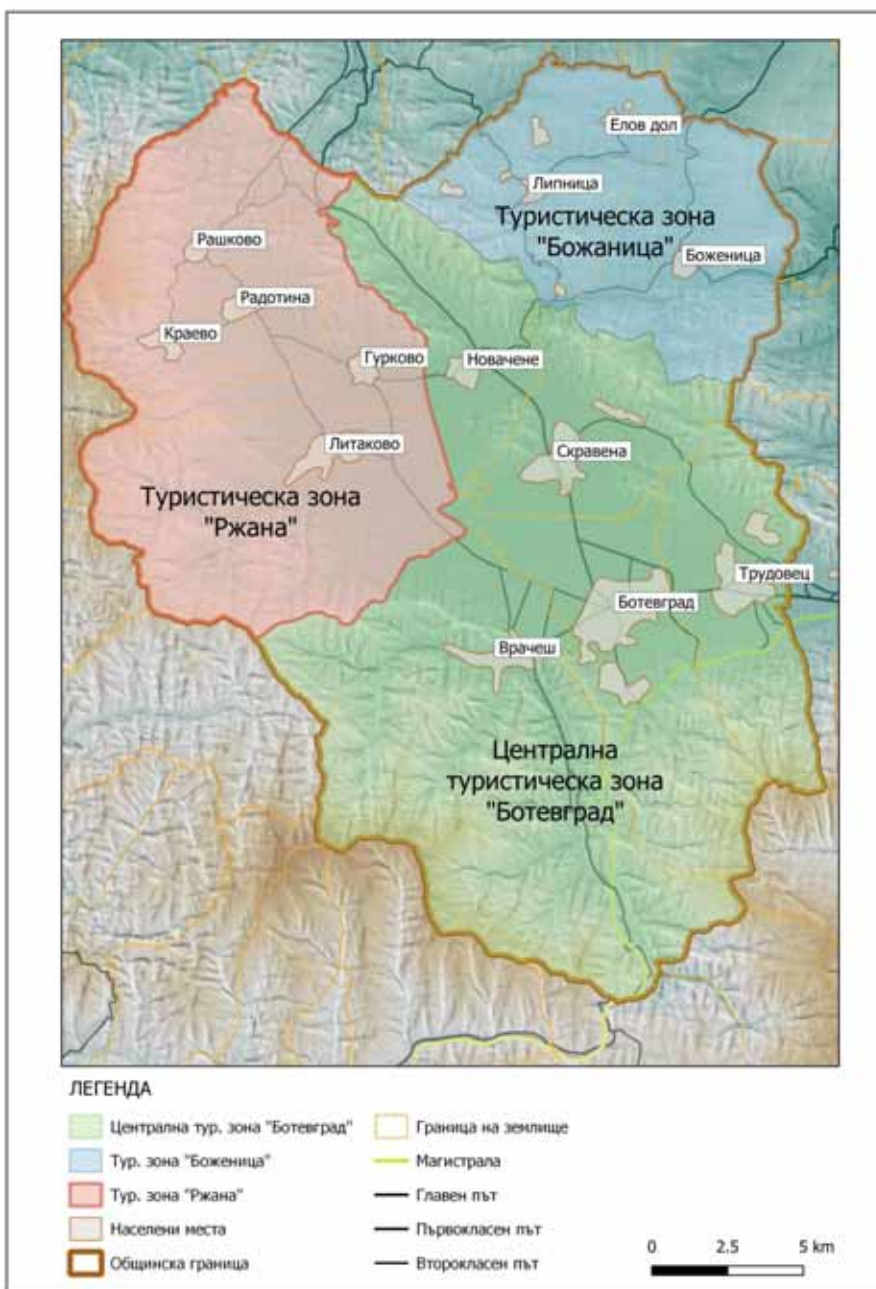 Елов дол
Липница
Туристическа зона
"Божаница"
Боженица
Рашково
Радотина
Краево
Гурково
Новачене
Литаково
Скравена
Туристическа зона
"Ржана"
Трудовец
Ботевград
Врачеш
Централна
туристическа зона
"Ботевград"
ЛЕГЕНДА
Централна тур. зона "Ботевград"
Тур. зона "Боженица"
Тур. зона "Ржана"
Населени места
Общинска граница
Граница на землище
Магистрала
Главен път
Първокласен път
Второкласен път
0 2.5 5 km